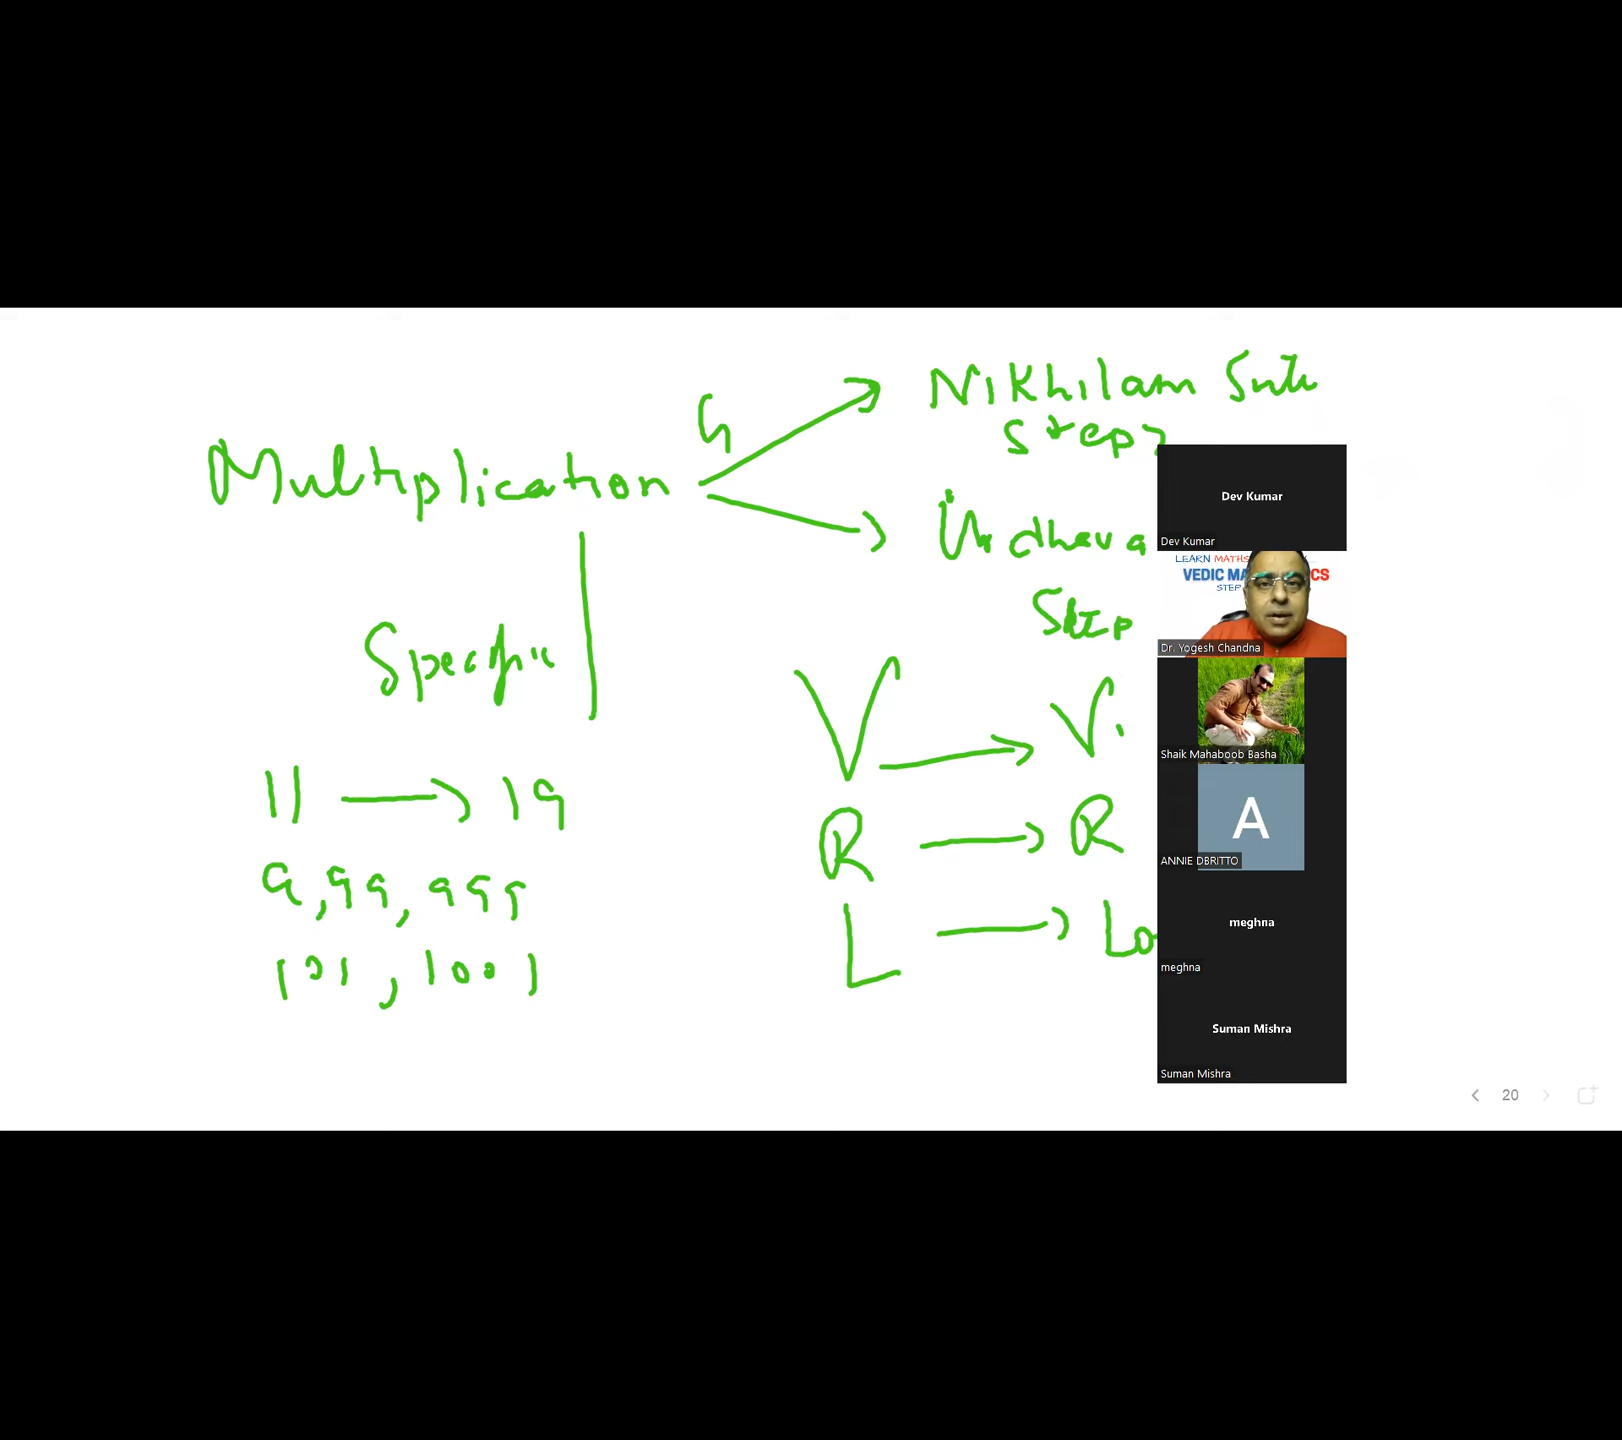 Multiplication
G
Nikhilam Sutr
Step
Urdhava
Specific
V V.
11 → 19
R → R
9, 99, 999
L → Lo
101, 1001
Dev Kumar
Dev Kumar
LEARN MATHS
VEDIC MA CS
STEP
Dr. Yogesh Chandna
Shaik Mahaboob Basha
A
ANNIE DBRITTO
meghna
meghna
Suman Mishra
Suman Mishra
20